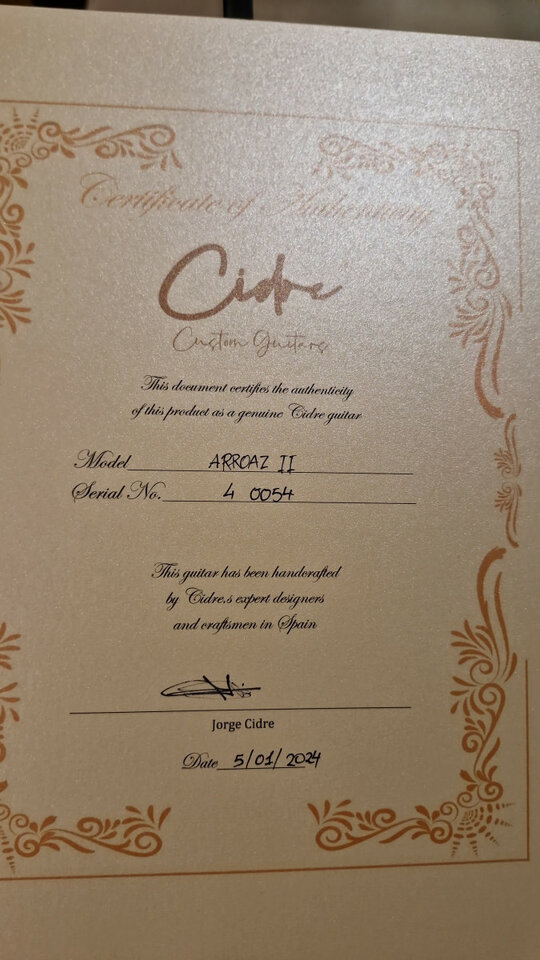 Certificate of Authenticity
Cidre
Custom Guitars
This document certifies the authenticity
of this product as a genuine Cidre guitar
Model ARROAZ II
Serial No. 4 0054
This guitar has been handcrafted
by Cidre,s expert designers
and craftsmen in Spain
Jorge Cidre
Date 5/01/2024